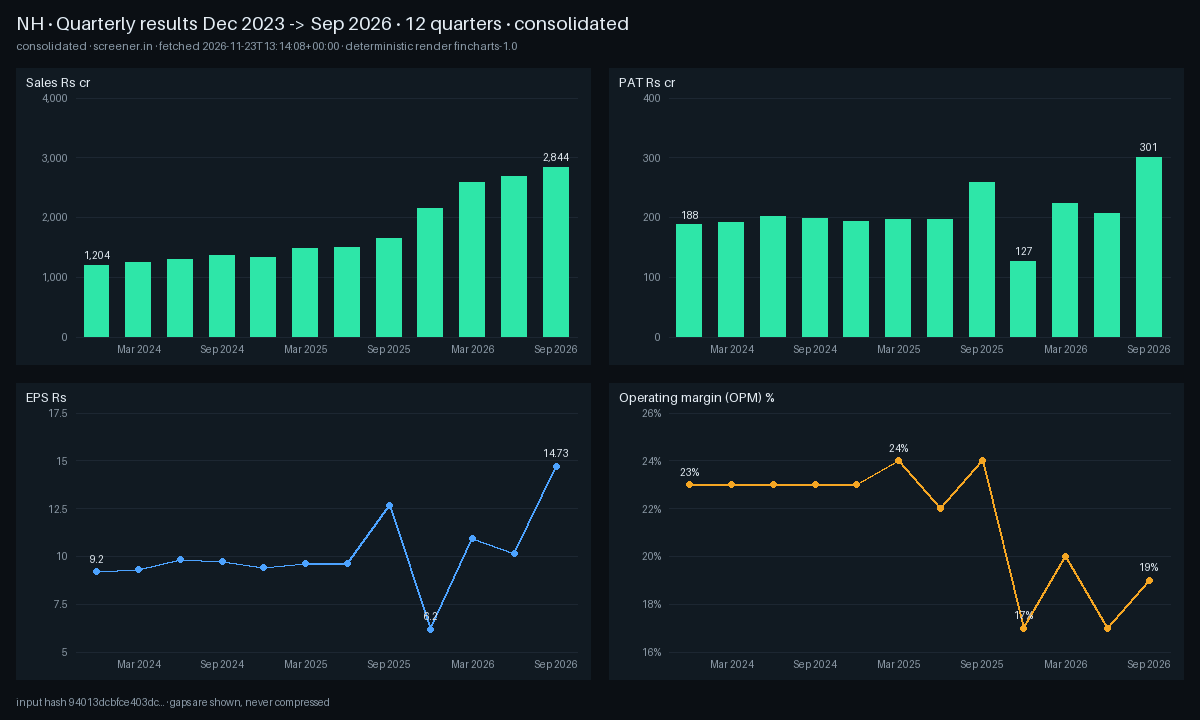 NH · Quarterly results Dec 2023 -> Sep 2026 · 12 quarters · consolidated
consolidated · screener.in · fetched 2026-11-23T13:14:08+00:00 · deterministic render fincharts-1.0
Sales Rs cr
4,000
3,000
2,000
1,000
0
1,204
2,844
Mar 2024
Sep 2024
Mar 2025
Sep 2025
Mar 2026
Sep 2026
PAT Rs cr
400
300
200
100
0
188
127
301
Mar 2024
Sep 2024
Mar 2025
Sep 2025
Mar 2026
Sep 2026
EPS Rs
17.5
15
12.5
10
7.5
5
9.2
6.2
14.73
Mar 2024
Sep 2024
Mar 2025
Sep 2025
Mar 2026
Sep 2026
Operating margin (OPM) %
26%
24%
22%
20%
18%
16%
23%
24%
17%
19%
Mar 2024
Sep 2024
Mar 2025
Sep 2025
Mar 2026
Sep 2026
input hash 94013dcbfce403dc… · gaps are shown, never compressed